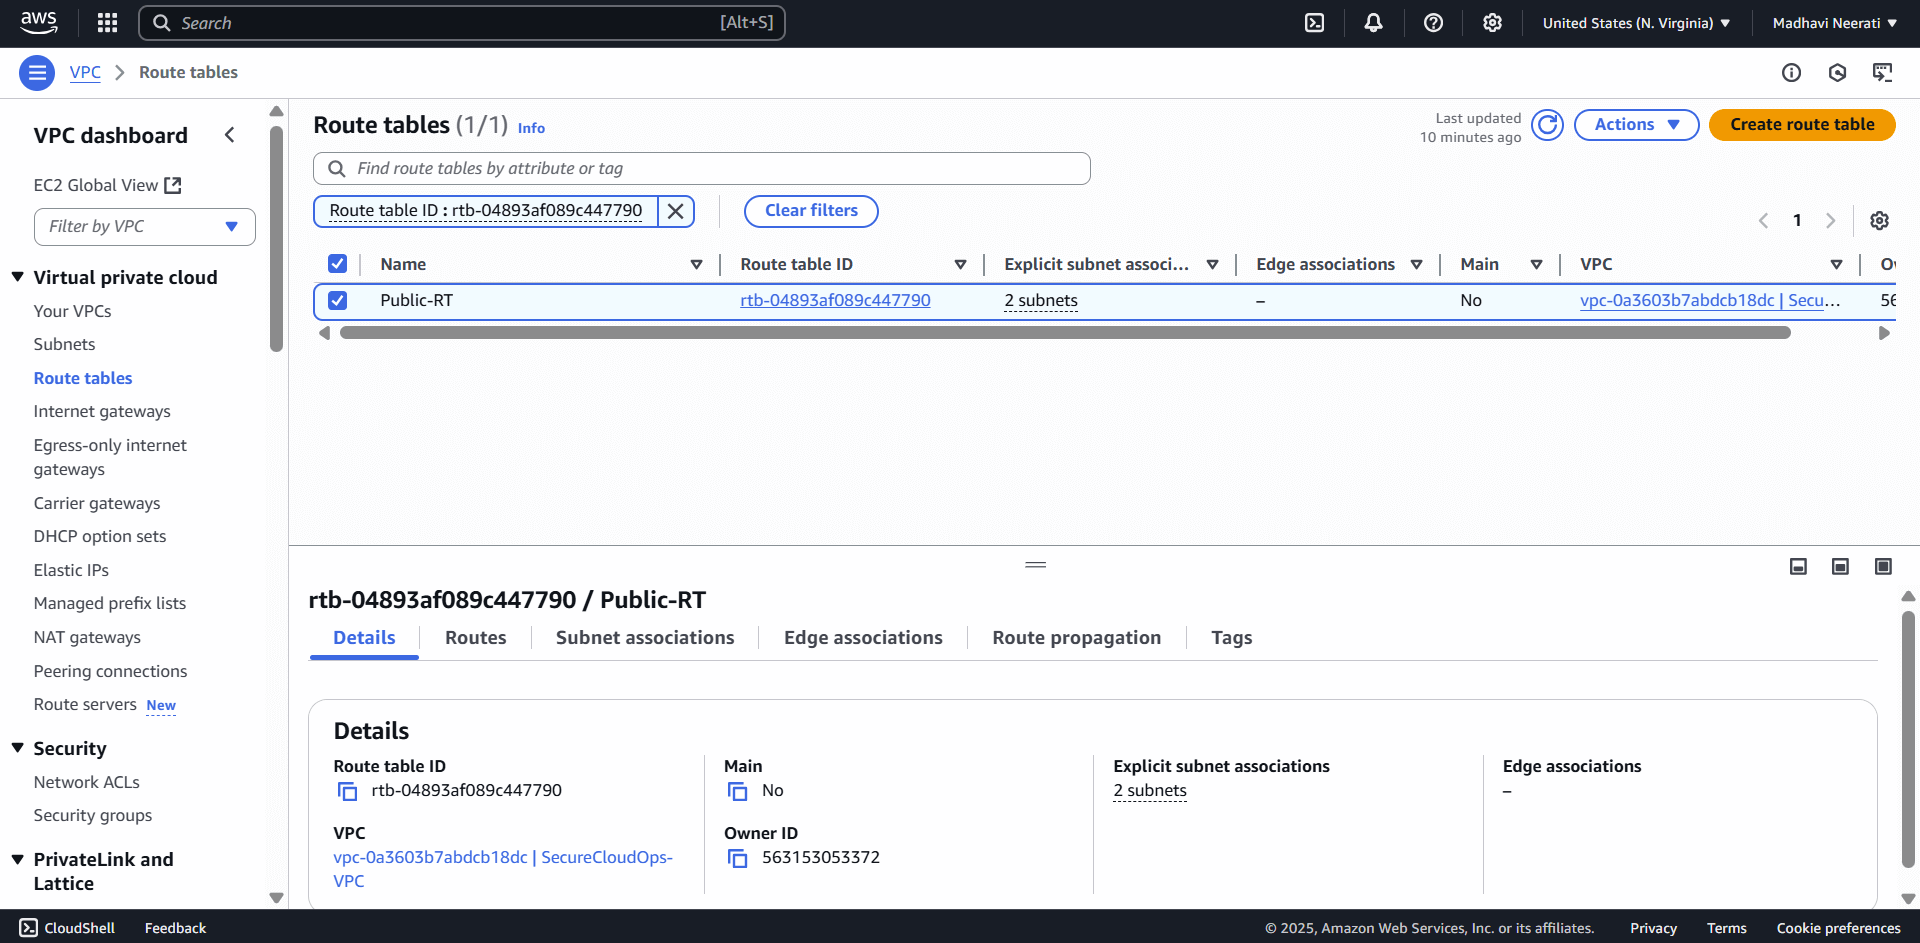 aws
Search
[Alt+S]
United States (N. Virginia)
Madhavi Neerati
VPC
Route tables
VPC dashboard
EC2 Global View
Filter by VPC
Virtual private cloud
Your VPCs
Subnets
Route tables
Internet gateways
Egress-only internet
gateways
Carrier gateways
DHCP option sets
Elastic IPs
Managed prefix lists
NAT gateways
Peering connections
Route servers New
Security
Network ACLs
Security groups
PrivateLink and
Lattice
Route tables (1/1) Info
Last updated
10 minutes ago
Actions
Create route table
Find route tables by attribute or tag
Route table ID : rtb-04893af089c447790
Clear filters
1
Name Route table ID Explicit subnet associ... Edge associations Main VPC
Public-RT rtb-04893af089c447790 2 subnets – No vpc-0a3603b7abdcb18dc | Secu... 56
rtb-04893af089c447790 / Public-RT
Details Routes Subnet associations Edge associations Route propagation Tags
Details
Route table ID
rtb-04893af089c447790
VPC
vpc-0a3603b7abdcb18dc | SecureCloudOps-
VPC
Main
No
Owner ID
563153053372
Explicit subnet associations
2 subnets
Edge associations
–
CloudShell
Feedback
© 2025, Amazon Web Services, Inc. or its affiliates.
Privacy
Terms
Cookie preferences